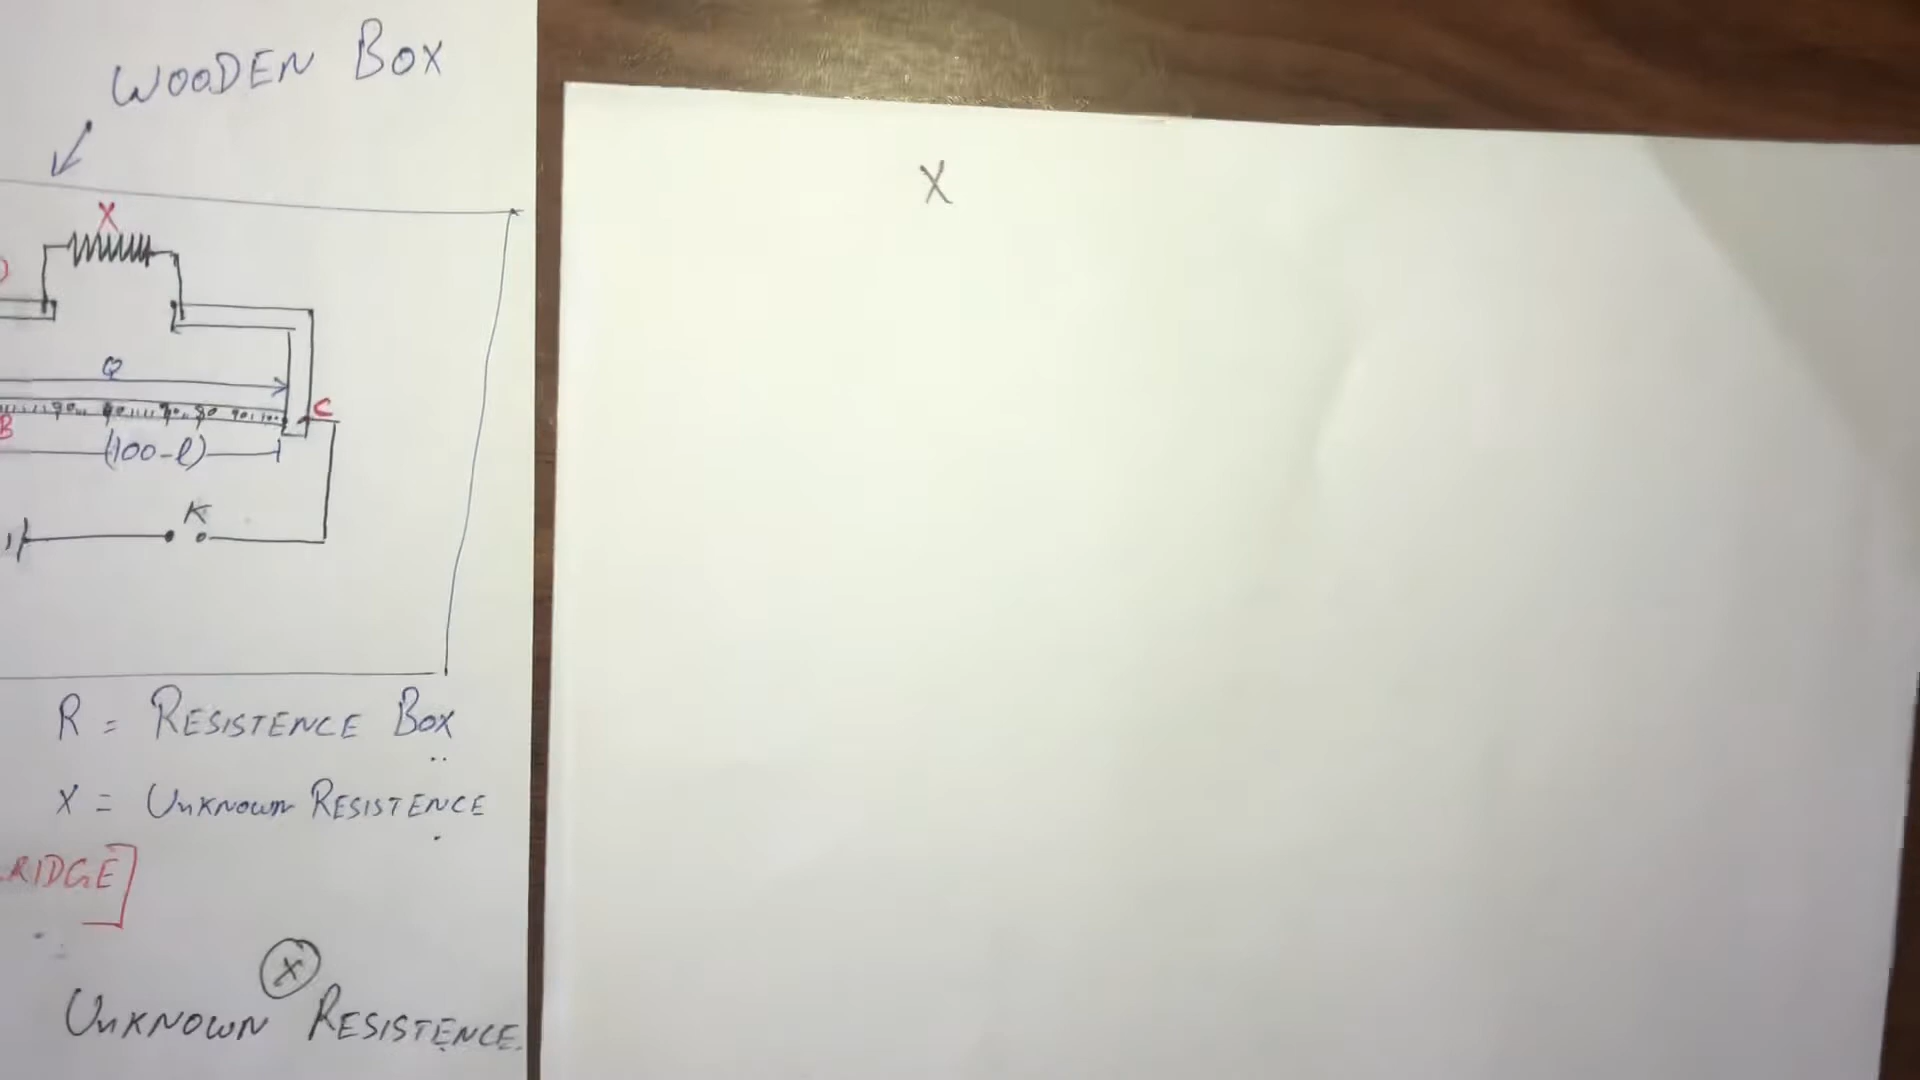 WOODEN BOX
X
X
Q
C
B
(100-l)
K
R = RESISTENCE BOX
X = UNKNOWN RESISTENCE
RIDGE]
X
UNKNOWN RESISTENCE.